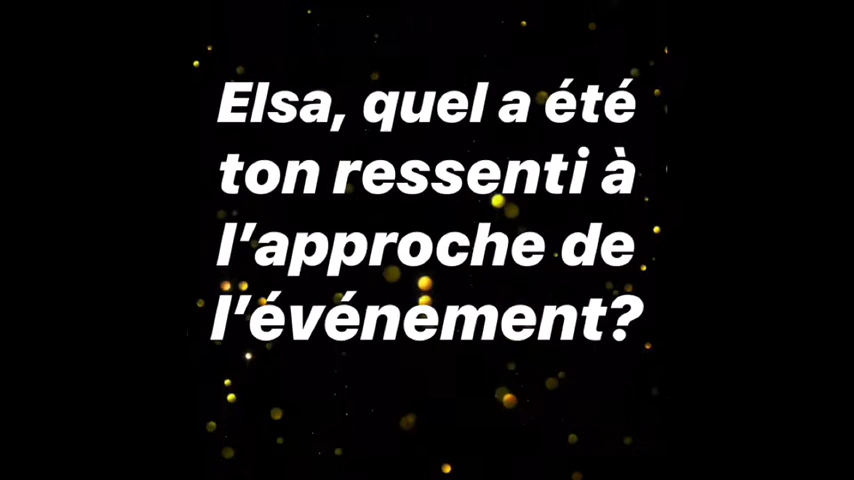 Elsa, quel a été
ton ressenti à
l’approche de
l’événement?